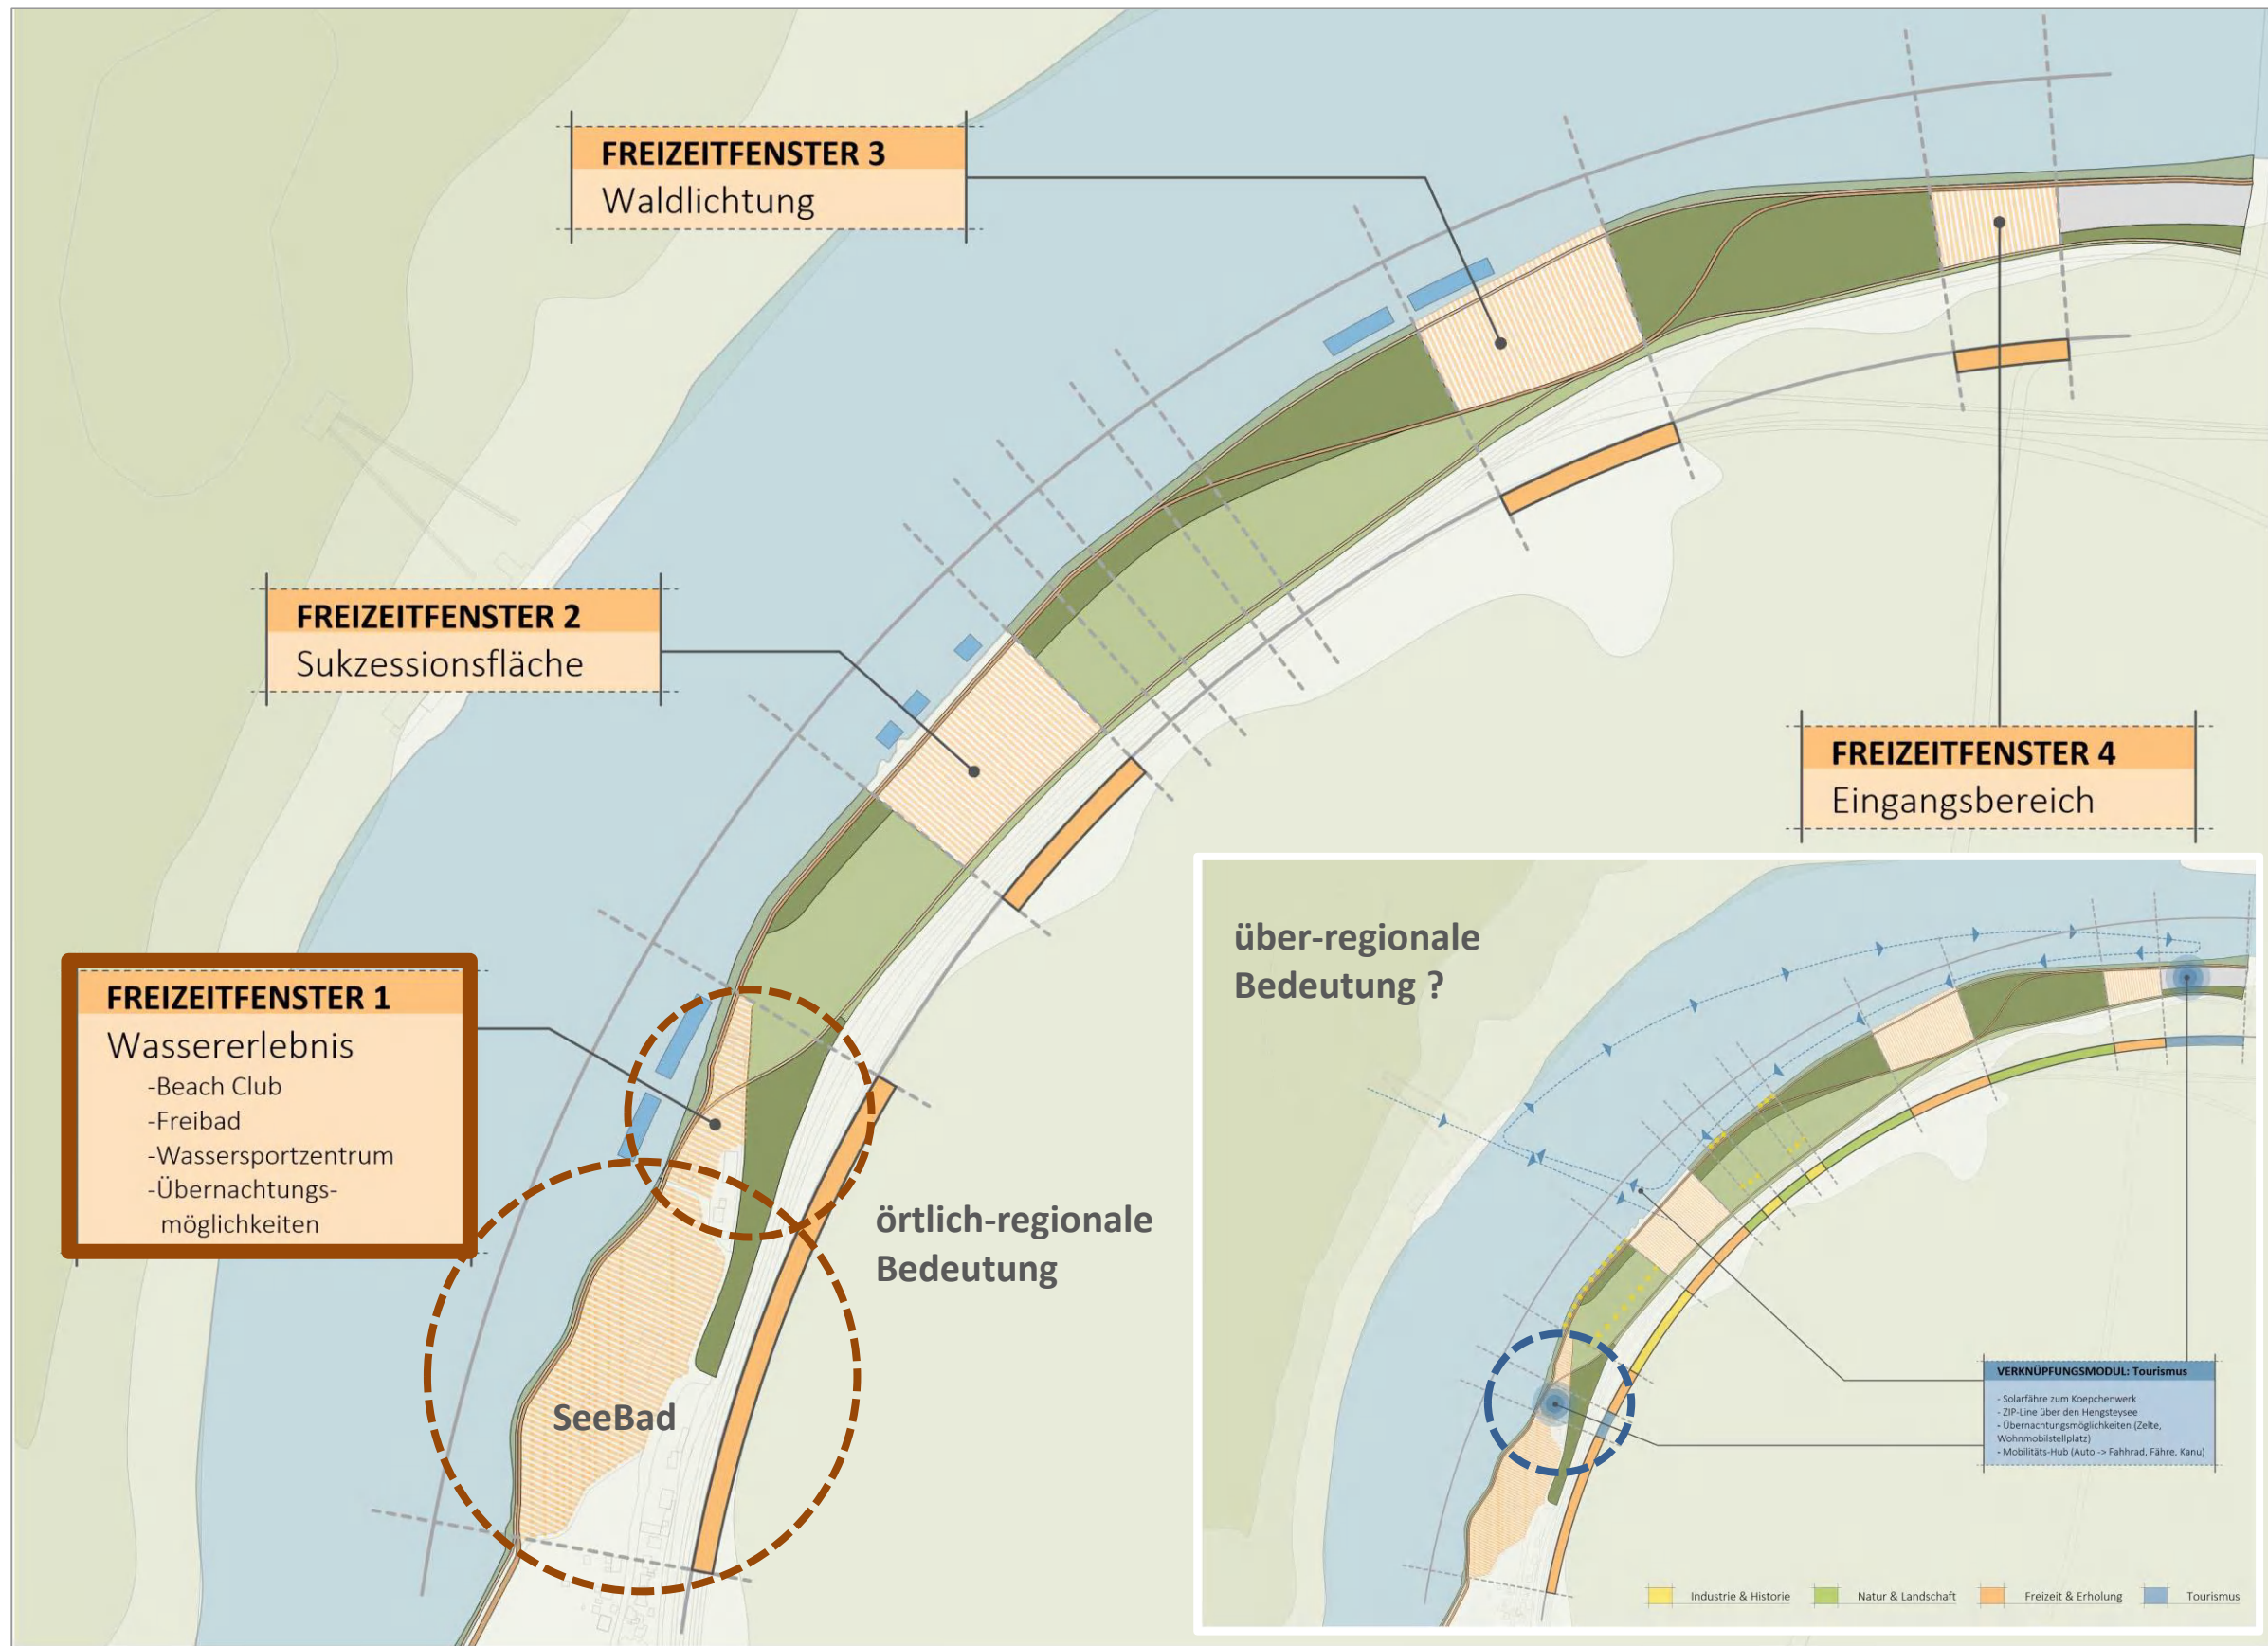 FREIZEITFENSTER 3
Waldlichtung
FREIZEITFENSTER 2
Sukzessionsfläche
FREIZEITFENSTER 4
Eingangsbereich
FREIZEITFENSTER 1
Wassererlebnis
-Beach Club
-Freibad
-Wassersportzentrum
-Übernachtungs-
möglichkeiten
örtlich-regionale
Bedeutung
SeeBad
über-regionale
Bedeutung ?
VERKNÜPFUNGSMODUL: Tourismus
- Solarfähre zum Koepchenwerk
- ZIP-Line über den Hengsteysee
- Übernachtungsmöglichkeiten (Zelte,
Wohnmobilstellplatz)
- Mobilitäts-Hub (Auto -> Fahhrad, Fähre, Kanu)
Industrie & Historie
Natur & Landschaft
Freizeit & Erholung
Tourismus